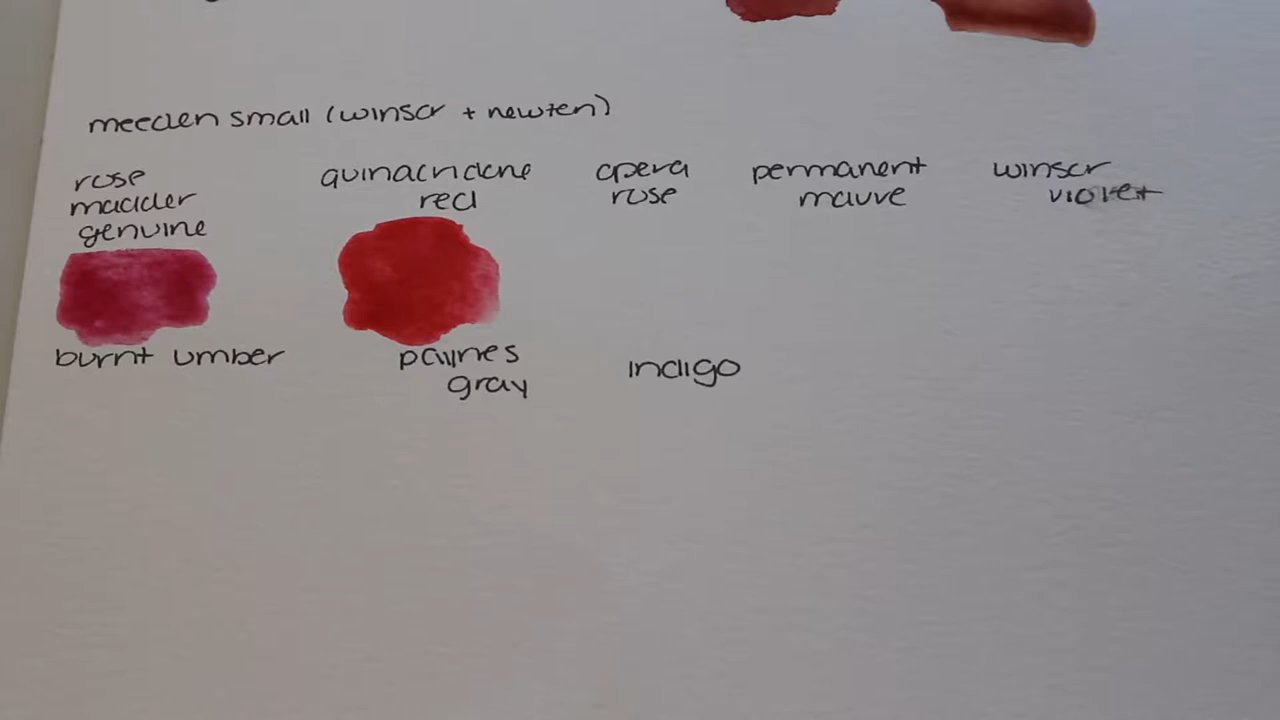 meeden small (winsor + newton)
rose madder genuine
quinacridone red
opera rose
permanent mauve
winsor violet
burnt umber
paynes gray
indigo